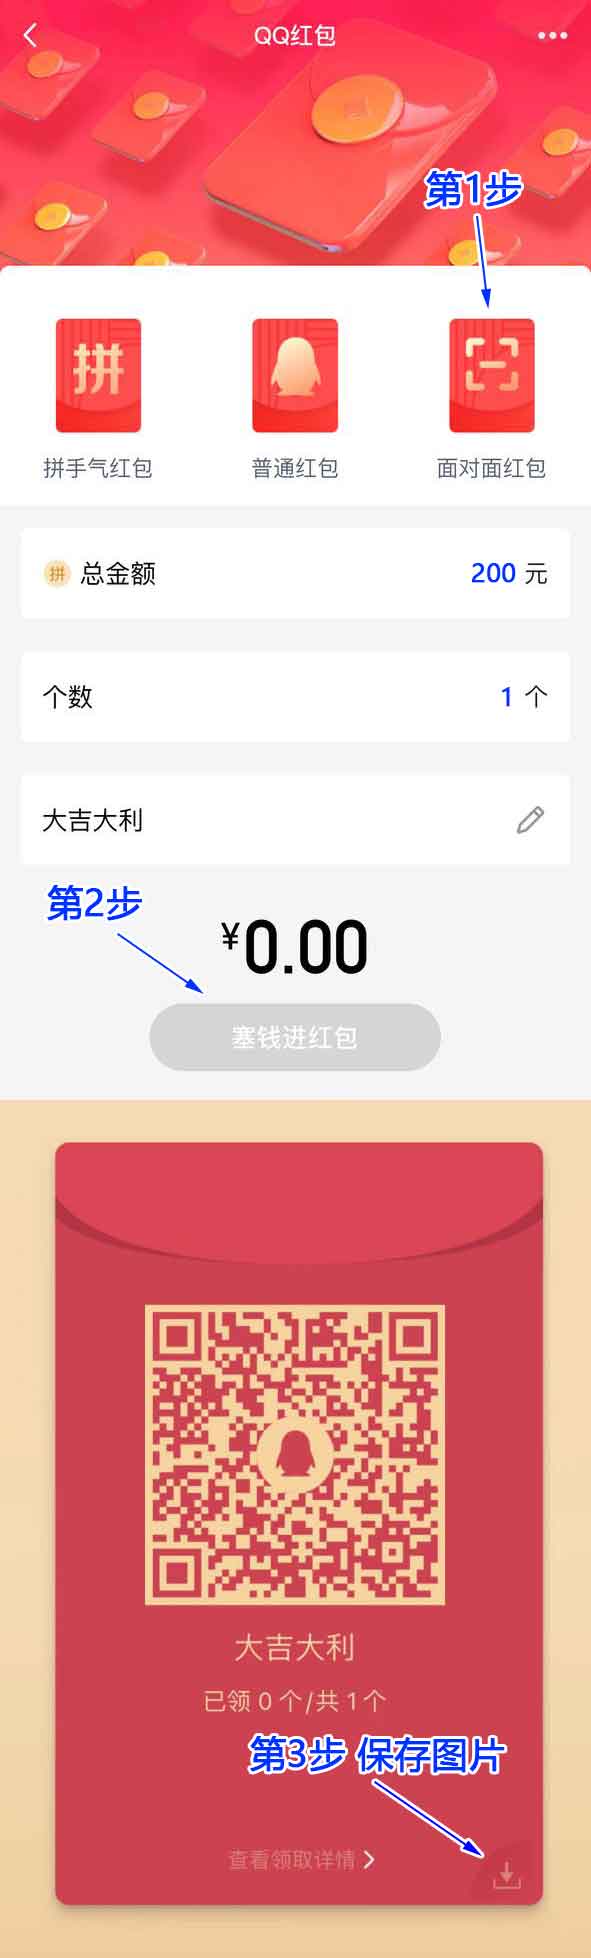 QQ红包
第1步
拼
拼手气红包
普通红包
面对面红包
拼 总金额 200 元
个数 1 个
大吉大利
第2步
¥0.00
塞钱进红包
大吉大利
已领 0 个/共 1 个
第3步 保存图片
查看领取详情